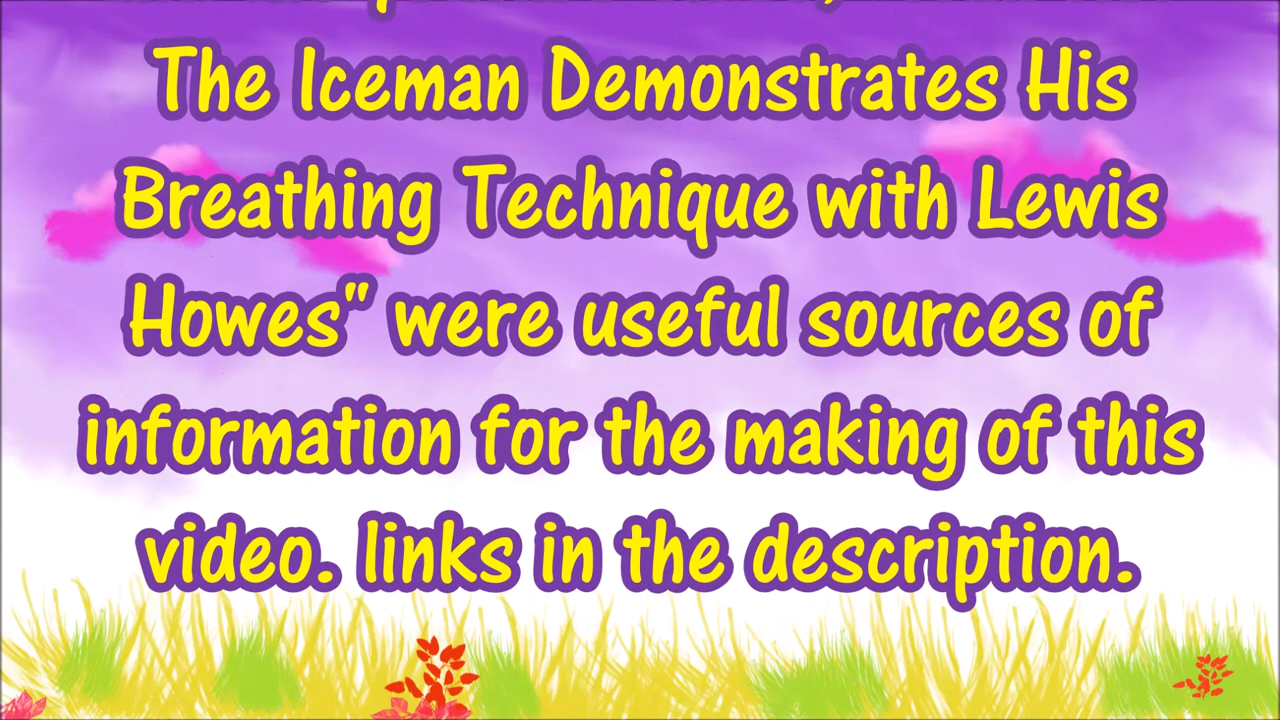 The Iceman Demonstrates His
Breathing Technique with Lewis
Howes" were useful sources of
information for the making of this
video. links in the description.